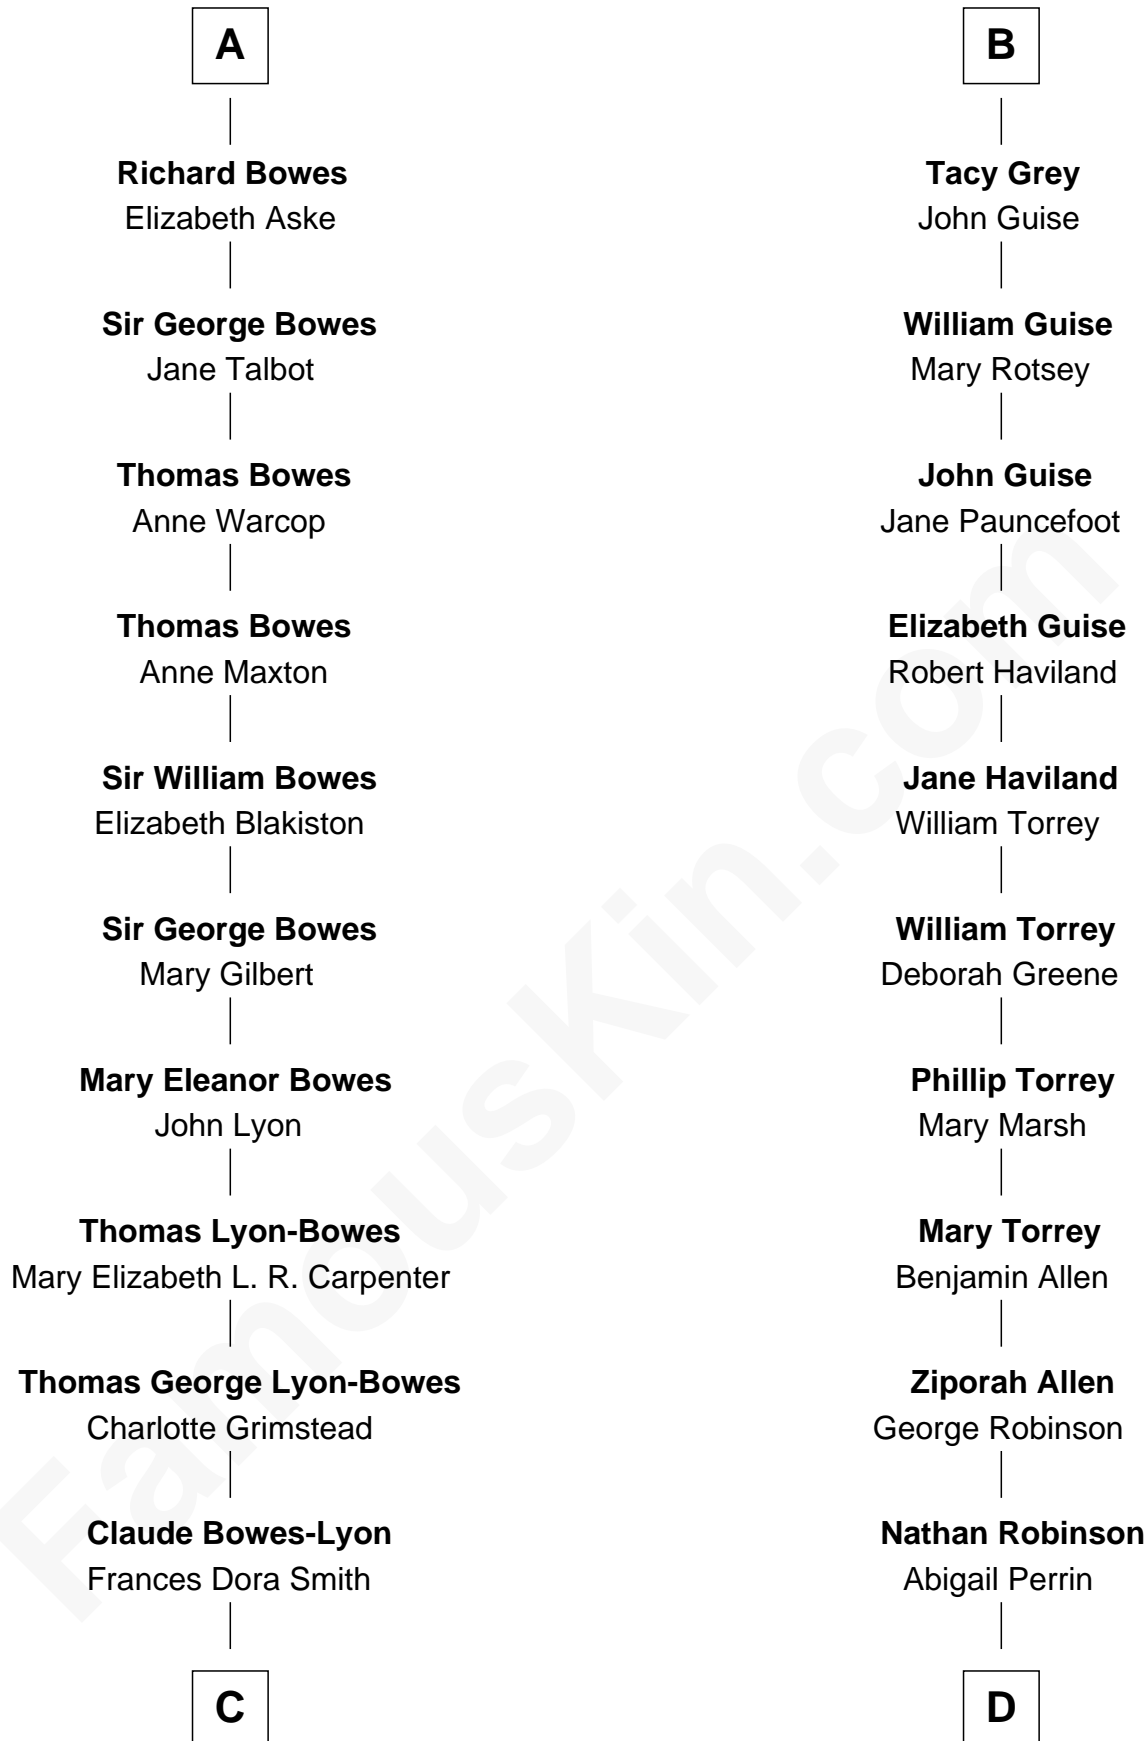 A
Richard Bowes
Elizabeth Aske
Sir George Bowes
Jane Talbot
Thomas Bowes
Anne Warcop
Thomas Bowes
Anne Maxton
Sir William Bowes
Elizabeth Blakiston
Sir George Bowes
Mary Gilbert
Mary Eleanor Bowes
John Lyon
Thomas Lyon-Bowes
Mary Elizabeth L. R. Carpenter
Thomas George Lyon-Bowes
Charlotte Grimstead
Claude Bowes-Lyon
Frances Dora Smith
C
B
Tacy Grey
John Guise
William Guise
Mary Rotsey
John Guise
Jane Pauncefoot
Elizabeth Guise
Robert Haviland
Jane Haviland
William Torrey
William Torrey
Deborah Greene
Phillip Torrey
Mary Marsh
Mary Torrey
Benjamin Allen
Ziporah Allen
George Robinson
Nathan Robinson
Abigail Perrin
D
FamousKin.com